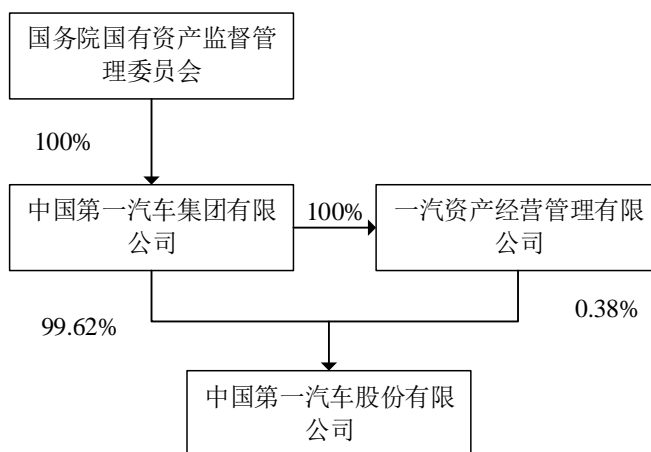 国务院国有资产监督管
理委员会
100%
中国第一汽车集团有限
公司
100%
一汽资产经营管理有限
公司
99.62%
0.38%
中国第一汽车股份有限
公司